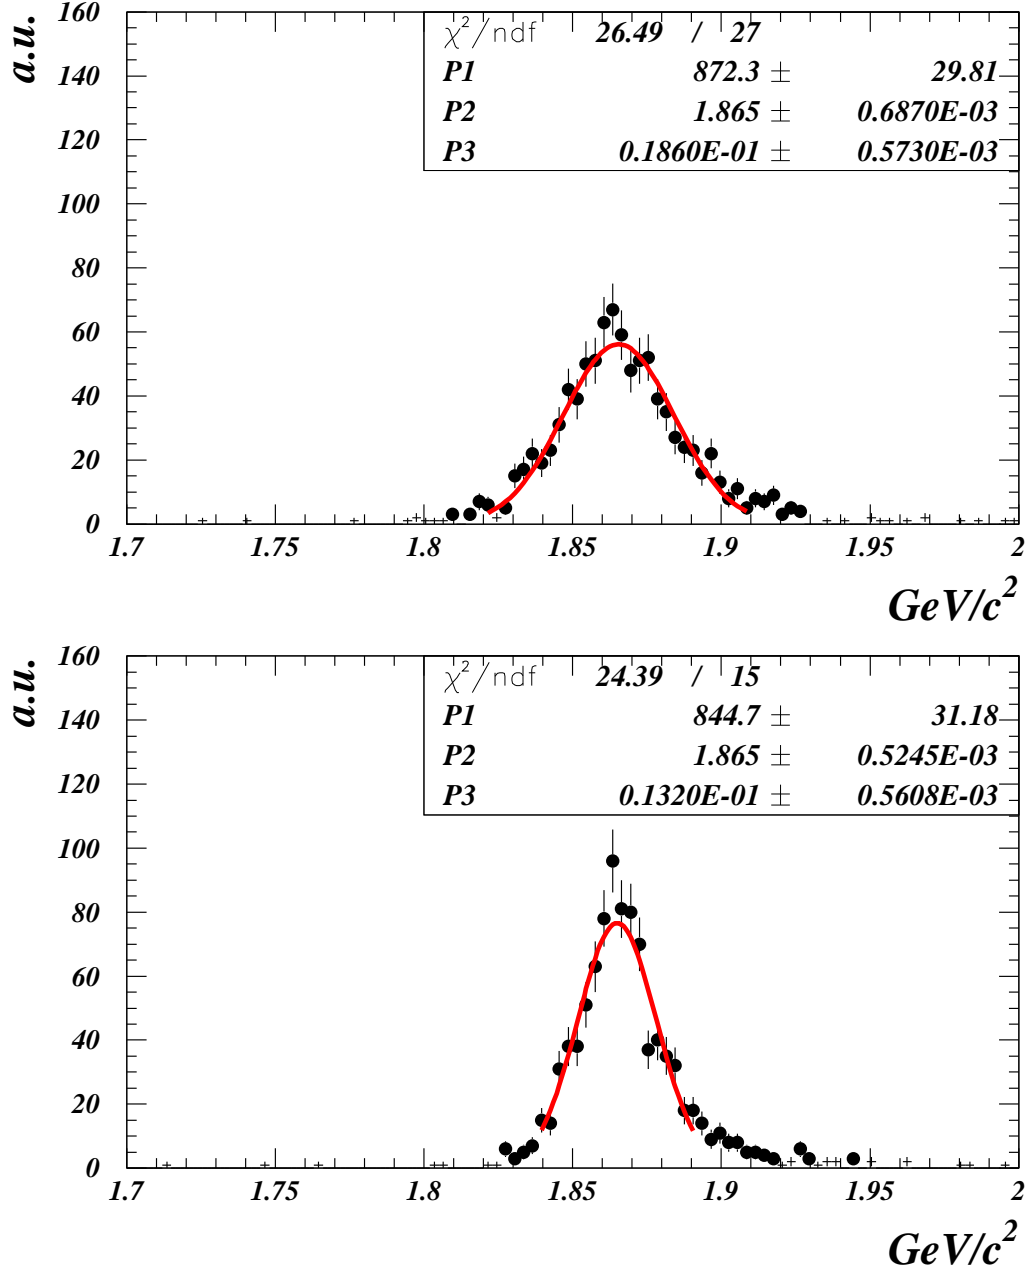 a.u.
160
140
120
100
80
60
40
20
0
χ²/ndf 26.49 / 27
P1 872.3 ± 29.81
P2 1.865 ± 0.6870E-03
P3 0.1860E-01 ± 0.5730E-03
1.7 1.75 1.8 1.85 1.9 1.95 2
GeV/c²
a.u.
160
140
120
100
80
60
40
20
0
χ²/ndf 24.39 / 15
P1 844.7 ± 31.18
P2 1.865 ± 0.5245E-03
P3 0.1320E-01 ± 0.5608E-03
1.7 1.75 1.8 1.85 1.9 1.95 2
GeV/c²